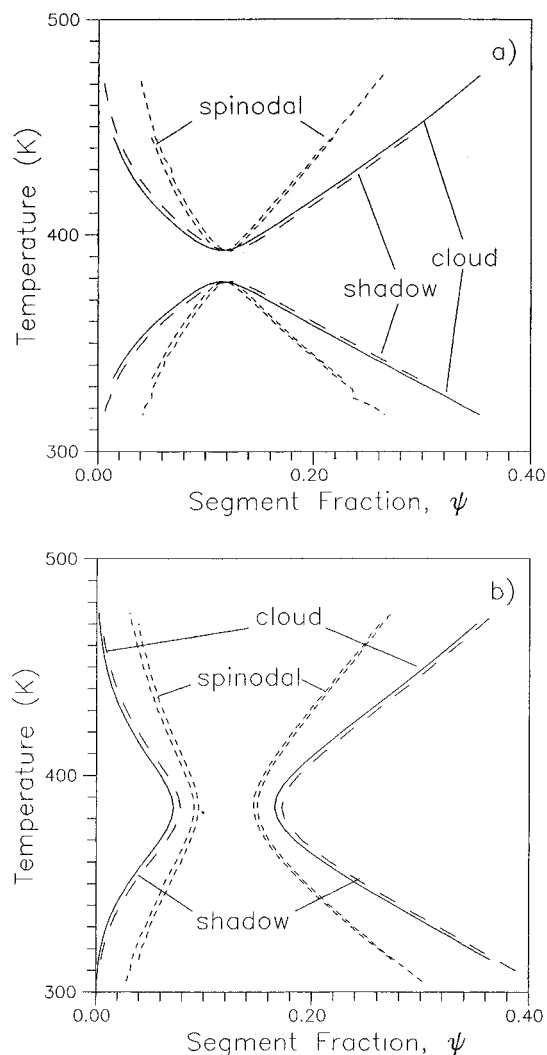 500
a)
spinodal
Temperature (K)
400
cloud
shadow
300
0.00
0.20
0.40
Segment Fraction, ψ
500
b)
cloud
spinodal
Temperature (K)
400
shadow
300
0.00
0.20
0.40
Segment Fraction, ψ